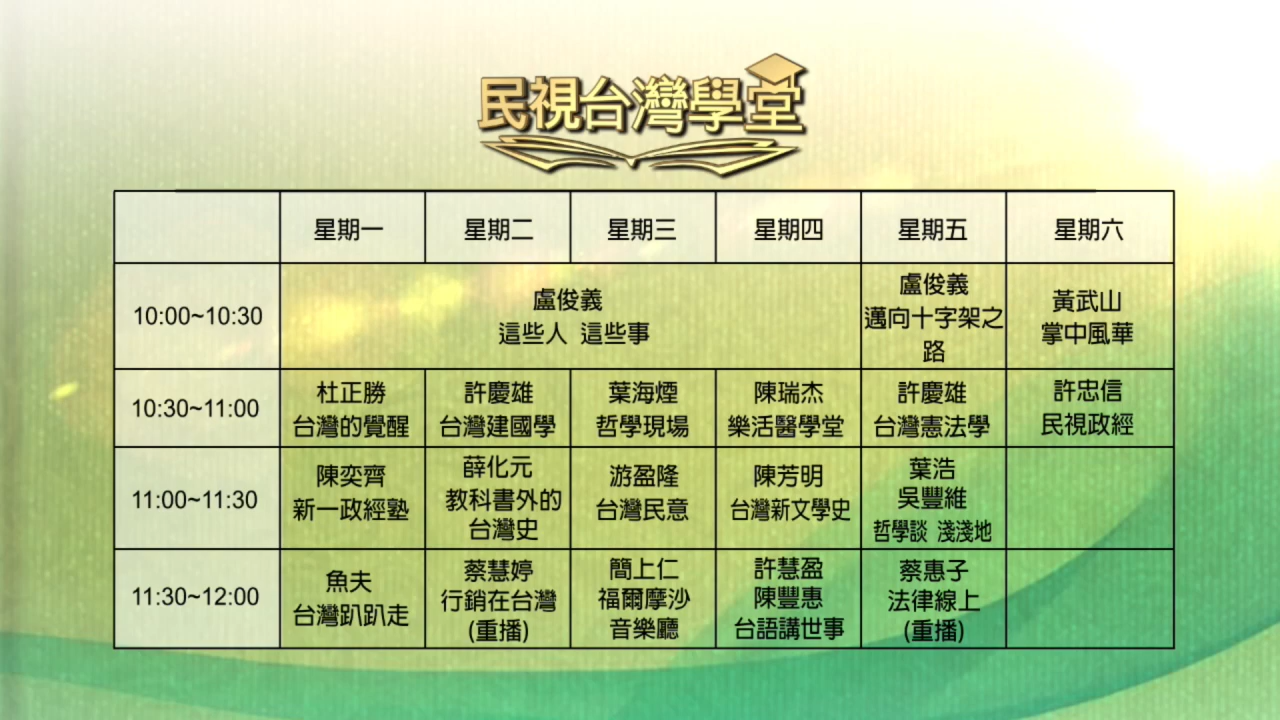 民視台灣學堂
星期一 星期二 星期三 星期四 星期五 星期六
10:00~10:30
盧俊義
這些人 這些事
盧俊義
邁向十字架之
路
黃武山
掌中風華
10:30~11:00
杜正勝
台灣的覺醒
許慶雄
台灣建國學
葉海煙
哲學現場
陳瑞杰
樂活醫學堂
許慶雄
台灣憲法學
許忠信
民視政經
11:00~11:30
陳奕齊
新一政經塾
薛化元
教科書外的
台灣史
游盈隆
台灣民意
陳芳明
台灣新文學史
葉浩
吳豐維
哲學談 淺淺地
11:30~12:00
魚夫
台灣趴趴走
蔡慧婷
行銷在台灣
(重播)
簡上仁
福爾摩沙
音樂廳
許慧盈
陳豐惠
台語講世事
蔡惠子
法律線上
(重播)